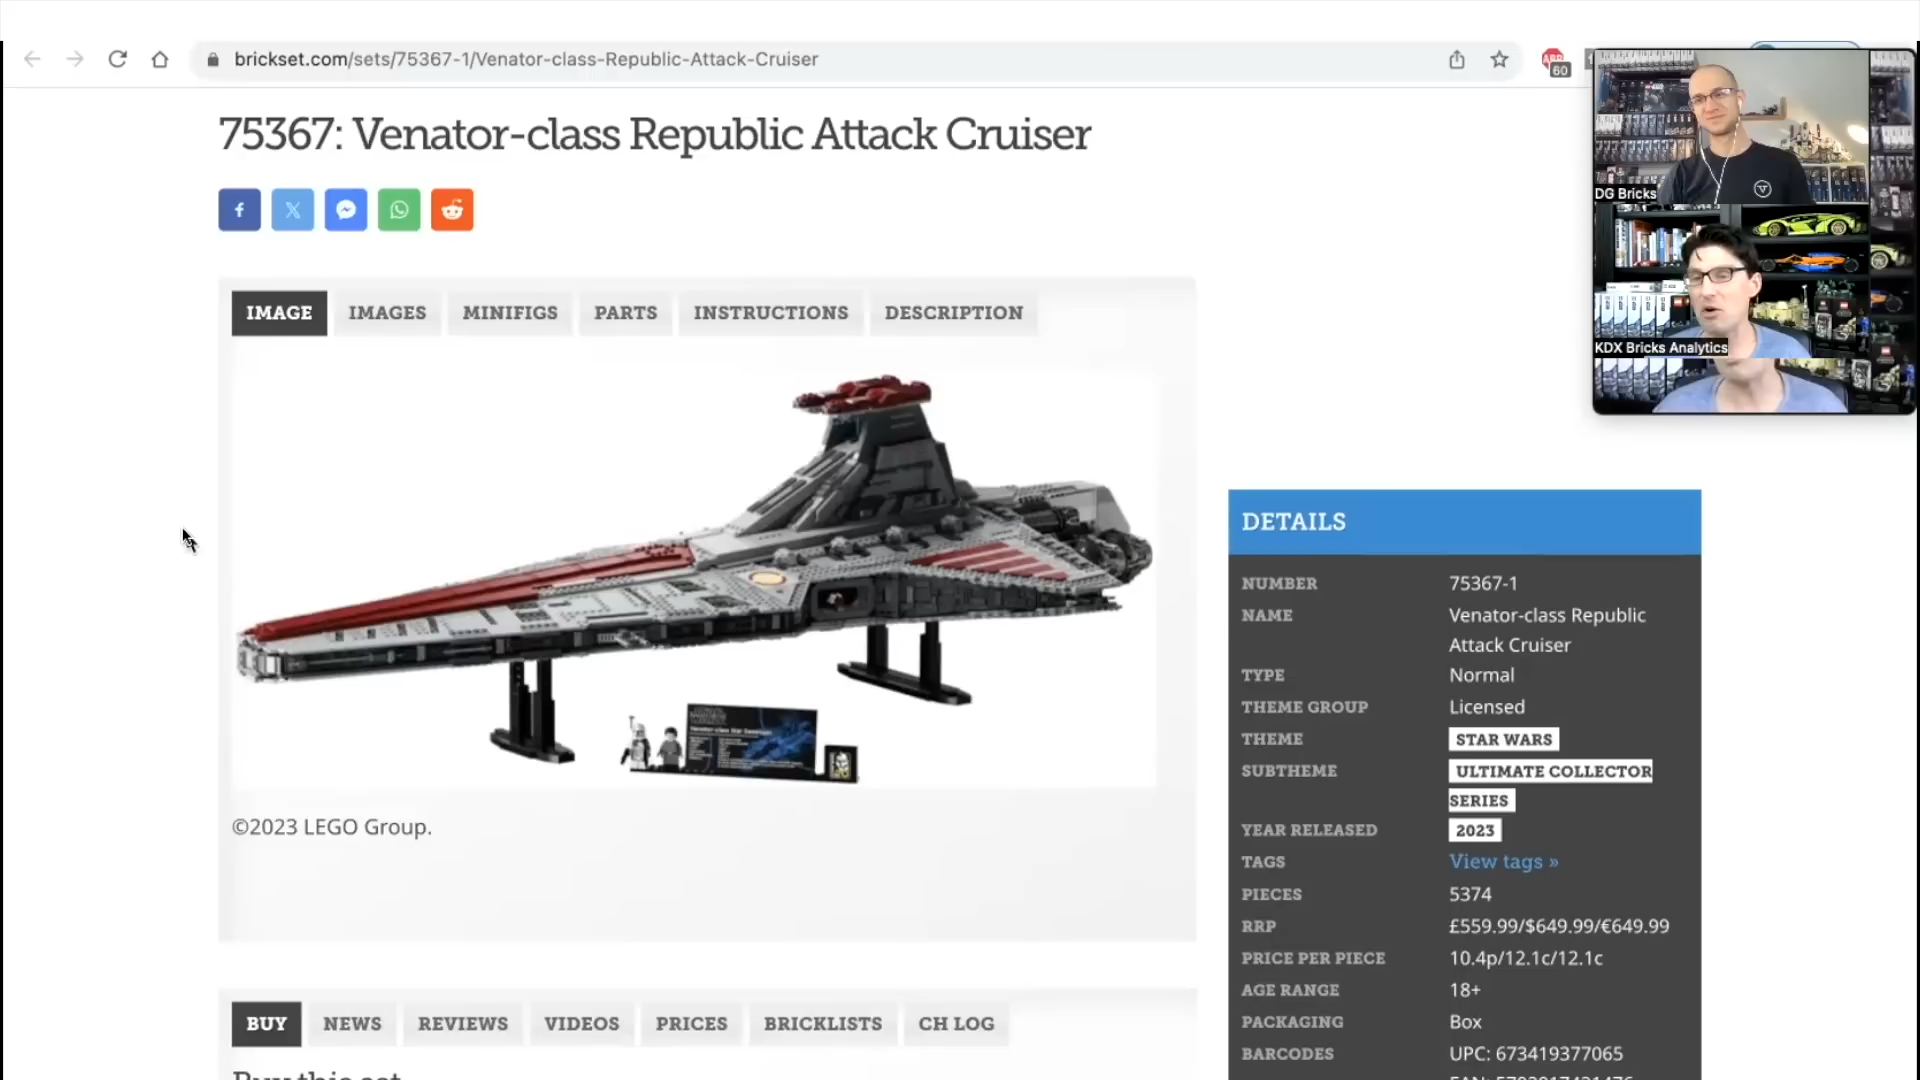 brickset.com/sets/75367-1/Venator-class-Republic-Attack-Cruiser
60
75367: Venator-class Republic Attack Cruiser
DG Bricks
KDX Bricks Analytics
IMAGE IMAGES MINIFIGS PARTS INSTRUCTIONS DESCRIPTION
©2023 LEGO Group.
DETAILS
NUMBER 75367-1
NAME Venator-class Republic
Attack Cruiser
TYPE Normal
THEME GROUP Licensed
THEME STAR WARS
SUBTHEME ULTIMATE COLLECTOR
SERIES
YEAR RELEASED 2023
TAGS View tags »
PIECES 5374
RRP £559.99/$649.99/€649.99
PRICE PER PIECE 10.4p/12.1c/12.1c
AGE RANGE 18+
PACKAGING Box
BARCODES UPC: 673419377065
BUY NEWS REVIEWS VIDEOS PRICES BRICKLISTS CH LOG
Buy this set